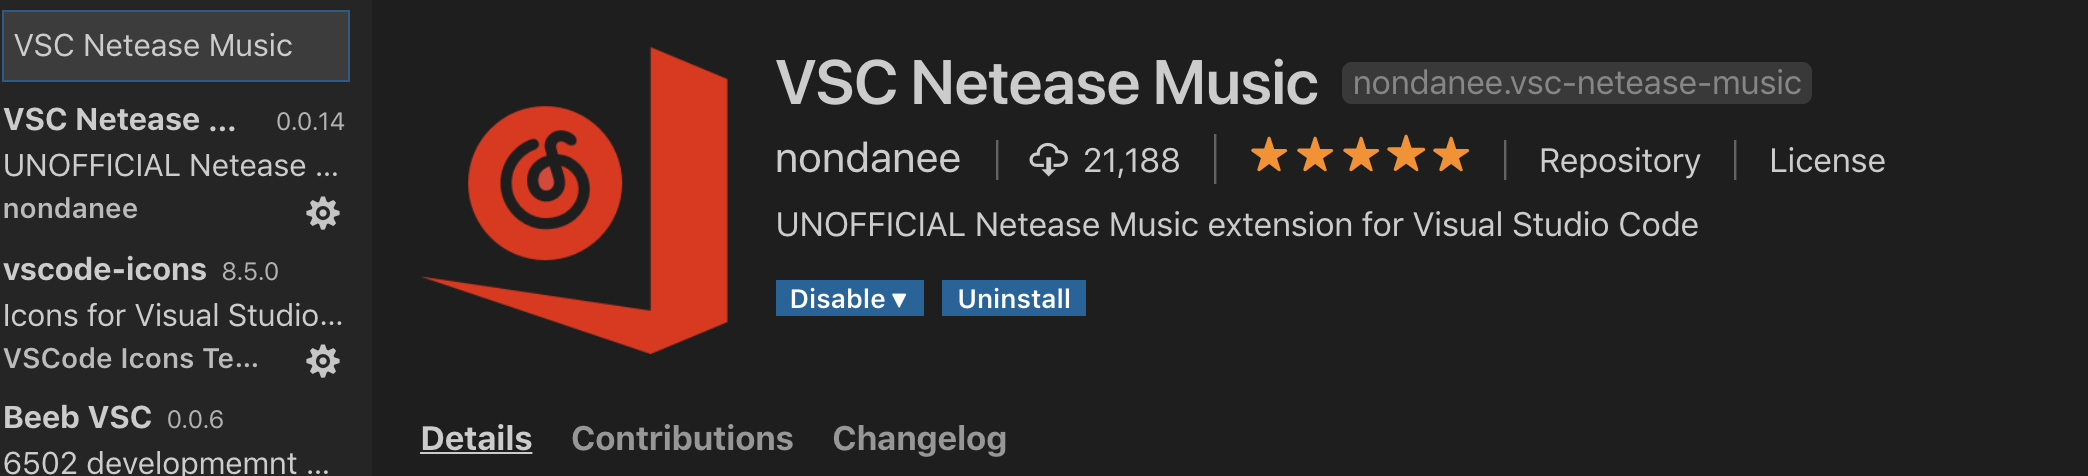 VSC Netease Music
VSC Netease ... 0.0.14
UNOFFICIAL Netease ...
nondanee
vscode-icons 8.5.0
Icons for Visual Studio...
VSCode Icons Te...
Beeb VSC 0.0.6
6502 developmemnt ...
VSC Netease Music nondanee.vsc-netease-music
nondanee | 21,188 | ★★★★★ | Repository | License
UNOFFICIAL Netease Music extension for Visual Studio Code
Disable ▾ Uninstall
Details Contributions Changelog